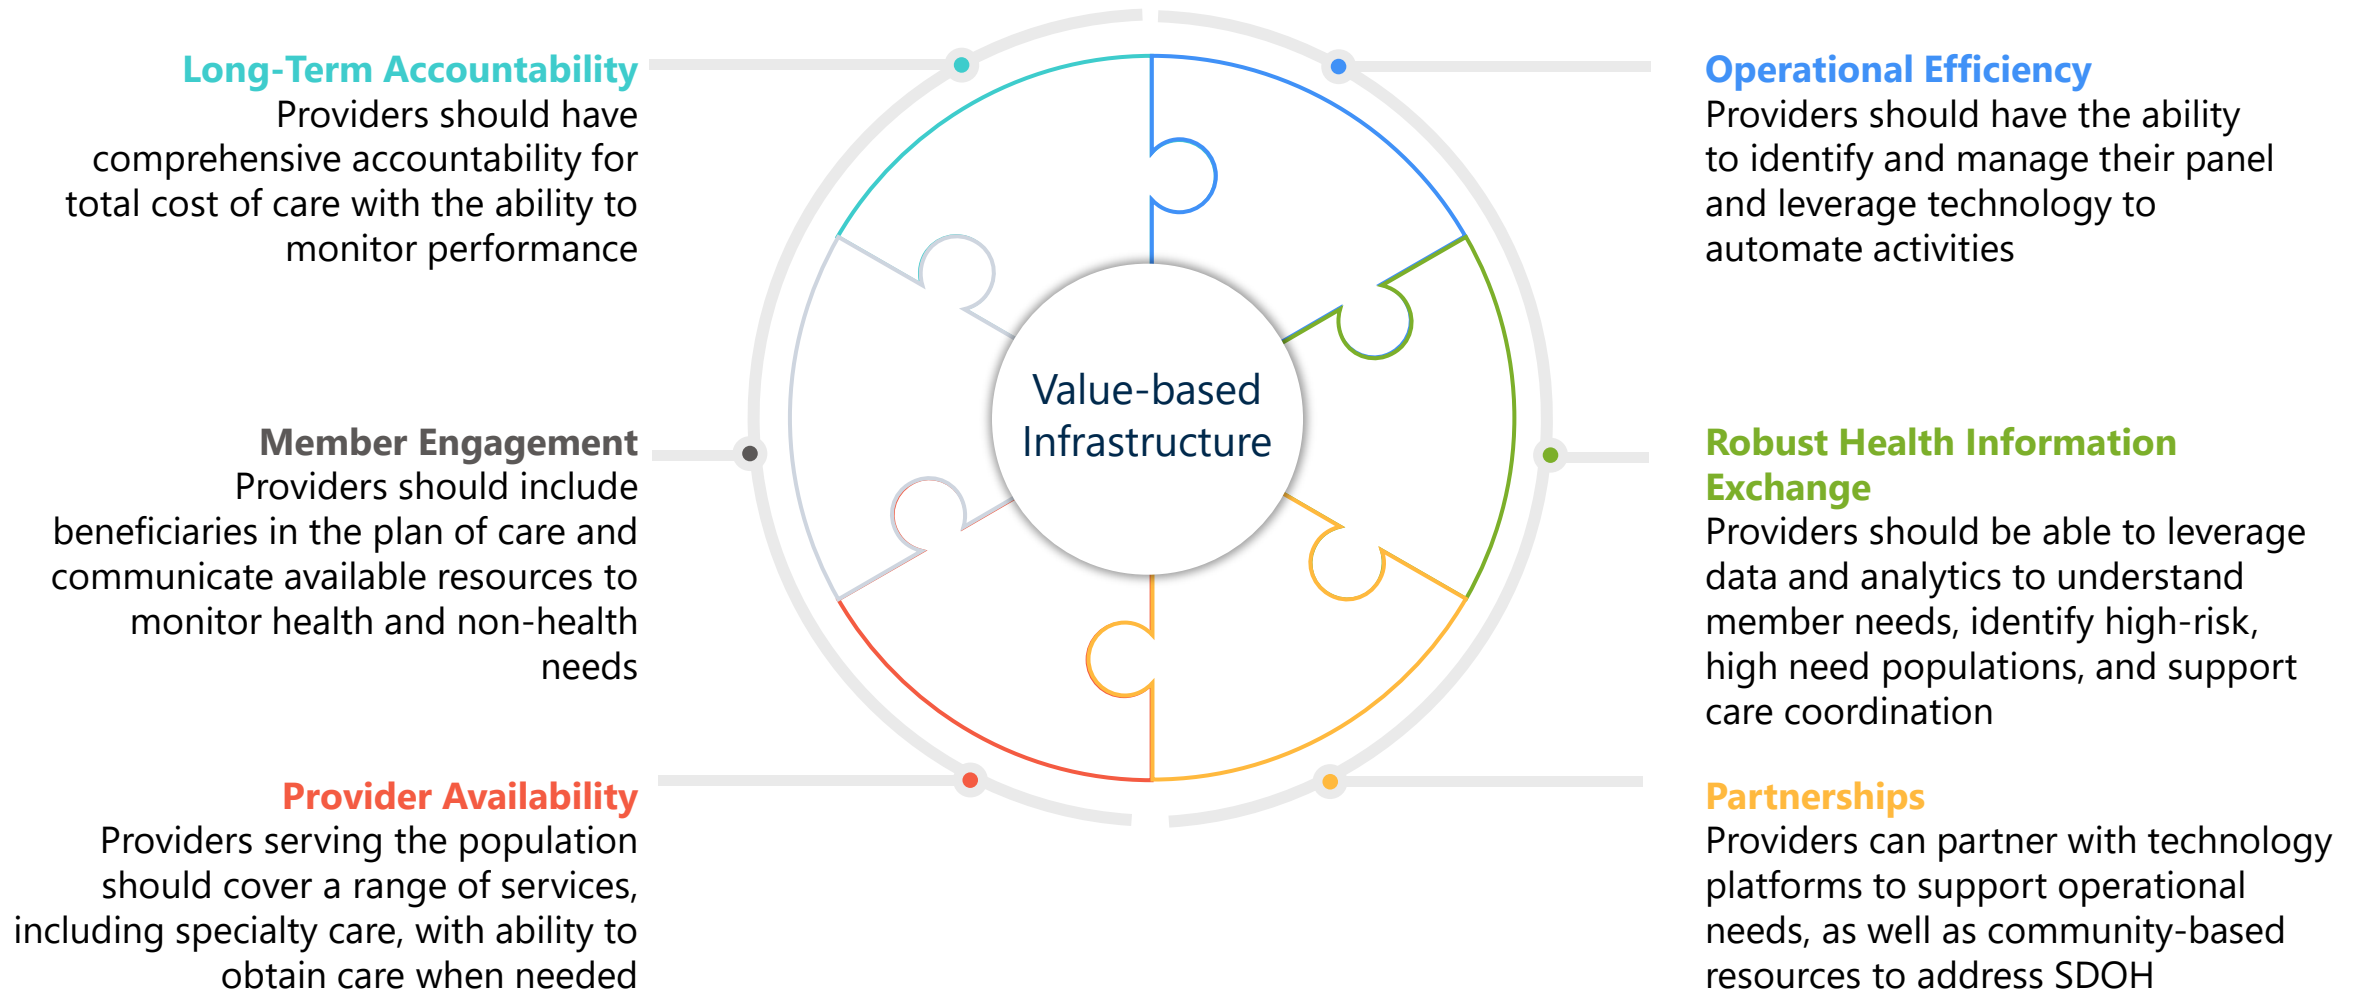 Long-Term Accountability
Providers should have
comprehensive accountability for
total cost of care with the ability to
monitor performance
Member Engagement
Providers should include
beneficiaries in the plan of care and
communicate available resources to
monitor health and non-health
needs
Provider Availability
Providers serving the population
should cover a range of services,
including specialty care, with ability to
obtain care when needed
Value-based
Infrastructure
Operational Efficiency
Providers should have the ability
to identify and manage their panel
and leverage technology to
automate activities
Robust Health Information
Exchange
Providers should be able to leverage
data and analytics to understand
member needs, identify high-risk,
high need populations, and support
care coordination
Partnerships
Providers can partner with technology
platforms to support operational
needs, as well as community-based
resources to address SDOH